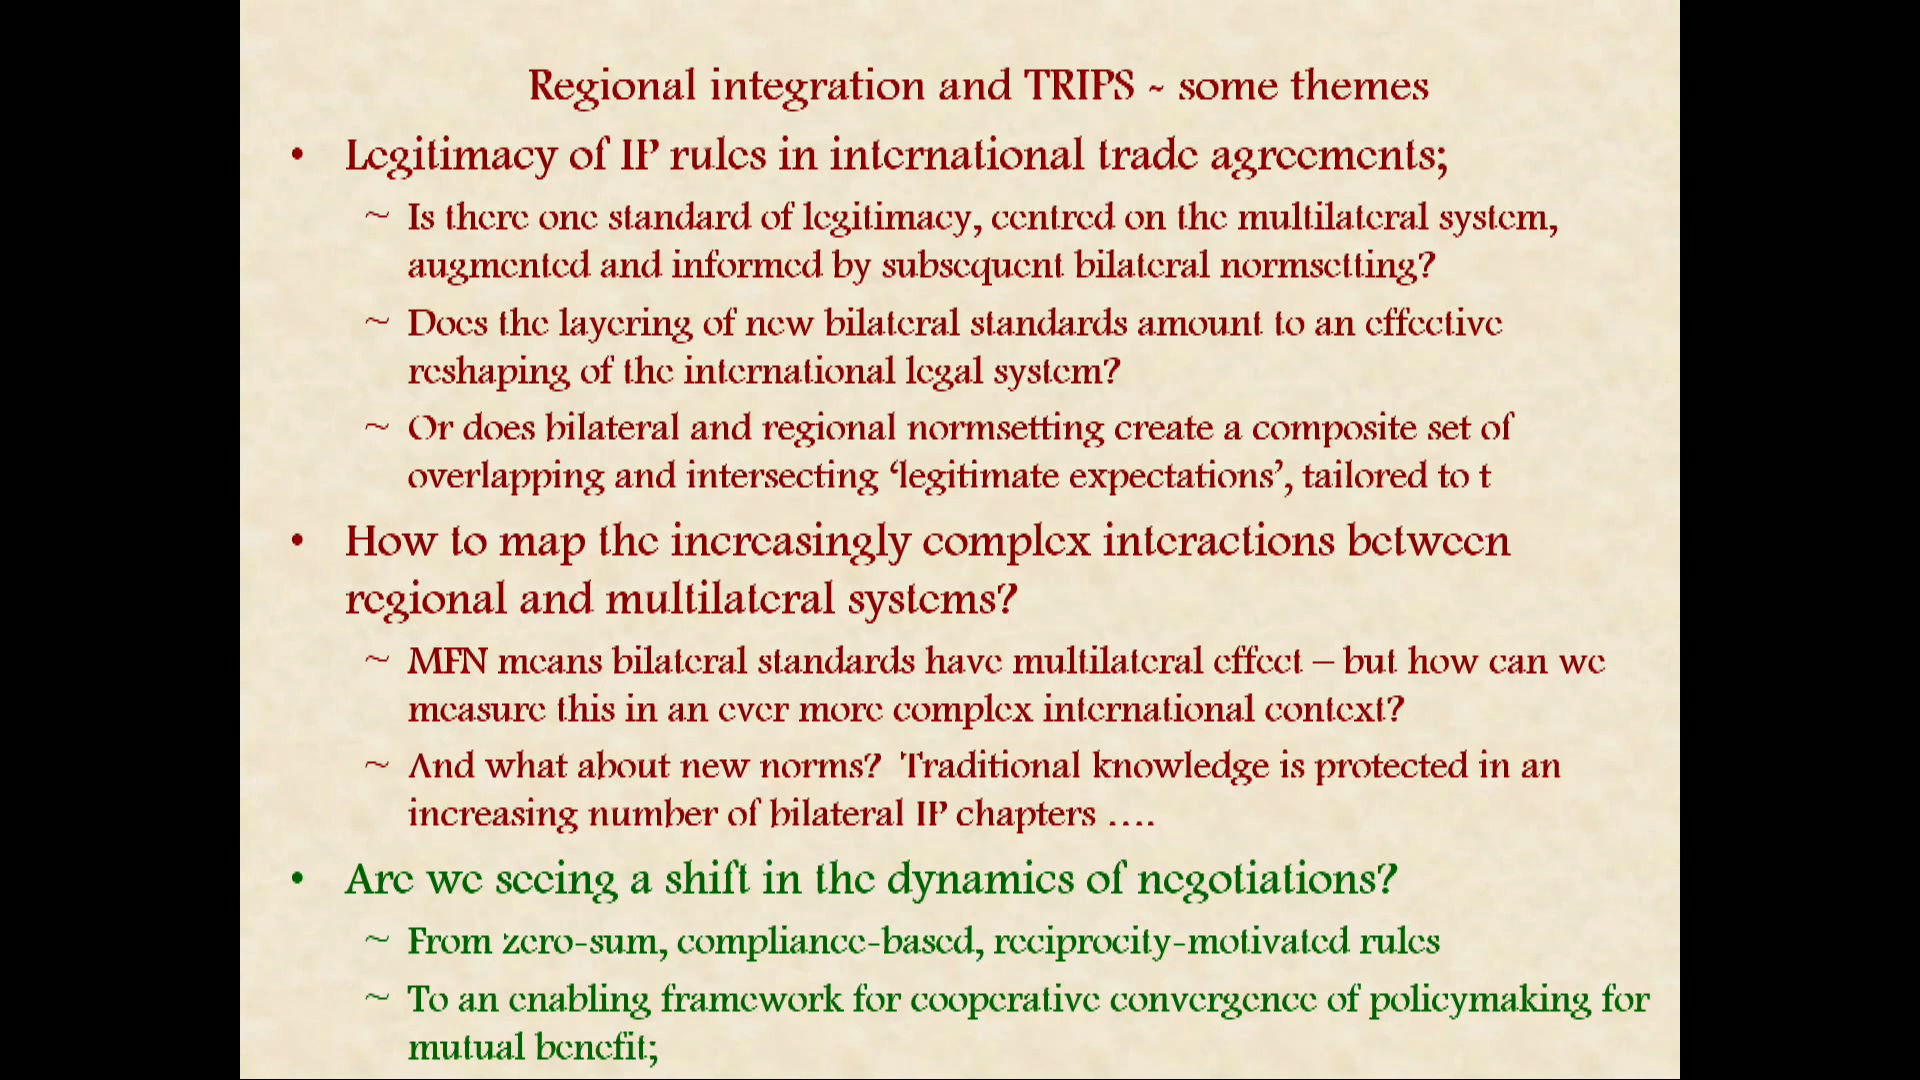 Regional integration and TRIPS ~ some themes
• Legitimacy of IP rules in international trade agreements;
~ Is there one standard of legitimacy, centred on the multilateral system,
augmented and informed by subsequent bilateral normsetting?
~ Does the layering of new bilateral standards amount to an effective
reshaping of the international legal system?
~ Or does bilateral and regional normsetting create a composite set of
overlapping and intersecting ‘legitimate expectations’, tailored to t
• How to map the increasingly complex interactions between
regional and multilateral systems?
~ MFN means bilateral standards have multilateral effect – but how can we
measure this in an ever more complex international context?
~ And what about new norms? Traditional knowledge is protected in an
increasing number of bilateral IP chapters ….
• Are we seeing a shift in the dynamics of negotiations?
~ From zero-sum, compliance-based, reciprocity-motivated rules
~ To an enabling framework for cooperative convergence of policymaking for
mutual benefit;